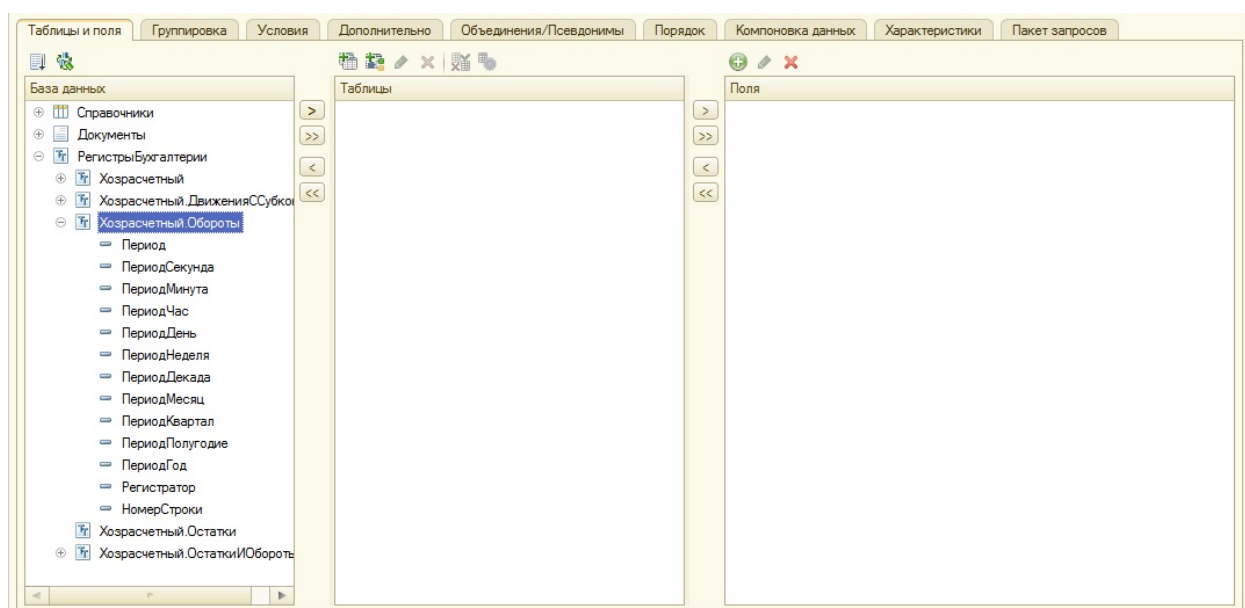 Таблицы и поля Группировка Условия Дополнительно Объединения/Псевдонимы Порядок Компоновка данных Характеристики Пакет запросов
База данных Таблицы Поля
Справочники
Документы
РегистрыБухгалтерии
Хозрасчетный
Хозрасчетный.ДвиженияССубко
Хозрасчетный.Обороты
Период
ПериодСекунда
ПериодМинута
ПериодЧас
ПериодДень
ПериодНеделя
ПериодДекада
ПериодМесяц
ПериодКвартал
ПериодПолугодие
ПериодГод
Регистратор
НомерСтроки
Хозрасчетный.Остатки
Хозрасчетный.ОстаткиИОбороты